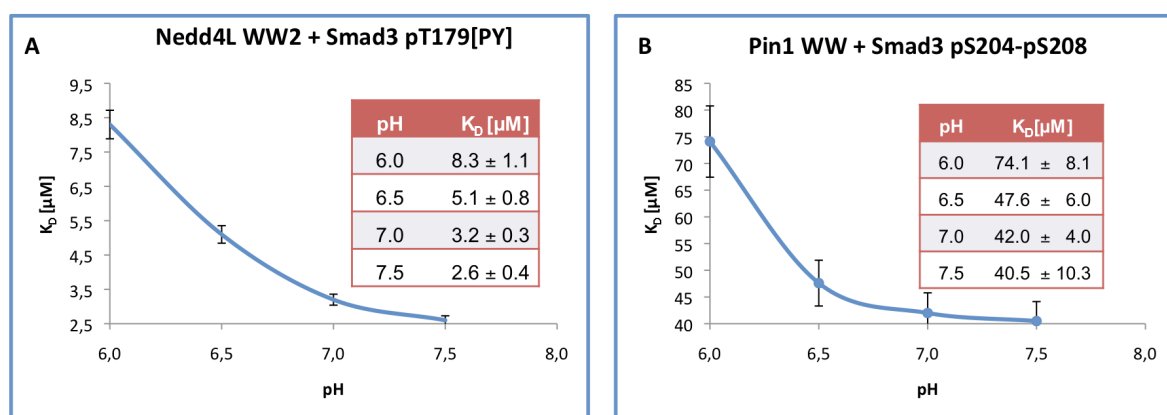 A
Nedd4L WW2 + Smad3 pT179[PY]
9,5
8,5
7,5
6,5
5,5
4,5
3,5
2,5
K_D [µM]
6,0 6,5 7,0 7,5 8,0
pH
pH K_D [µM]
6.0 8.3 ± 1.1
6.5 5.1 ± 0.8
7.0 3.2 ± 0.3
7.5 2.6 ± 0.4
B
Pin1 WW + Smad3 pS204-pS208
85
80
75
70
65
60
55
50
45
40
K_D [µM]
6,0 6,5 7,0 7,5 8,0
pH
pH K_D[µM]
6.0 74.1 ± 8.1
6.5 47.6 ± 6.0
7.0 42.0 ± 4.0
7.5 40.5 ± 10.3